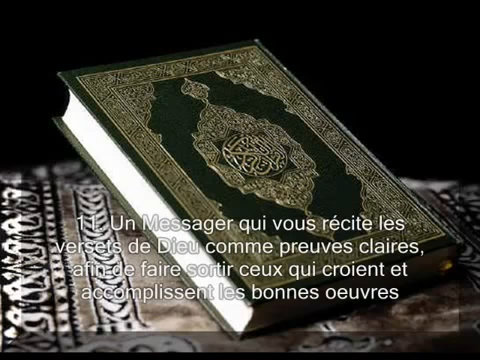 11. Un Messager qui vous récite les
versets de Dieu comme preuves claires,
afin de faire sortir ceux qui croient et
accomplissent les bonnes oeuvres